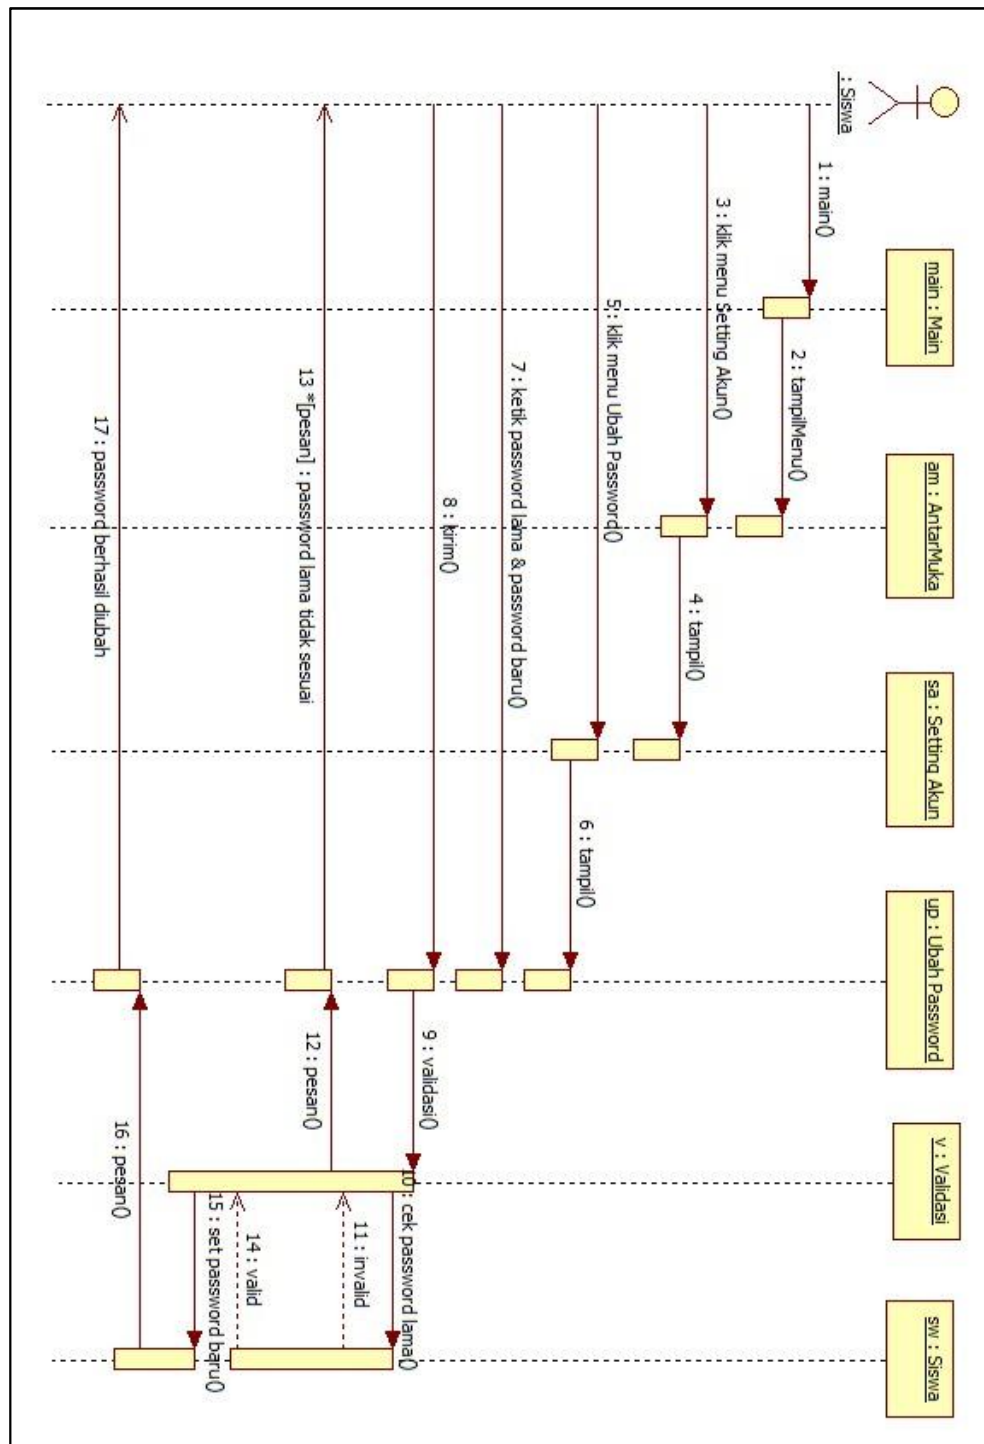 : Siswa
main : Main
am : AntarMuka
sa : Setting Akun
up : Ubah Password
v : Validasi
sw : Siswa
1 : main()
2 : tampilMenu()
3 : klik menu Setting Akun()
4 : tampil()
5 : klik menu Ubah Password()
6 : tampil()
7 : ketik password lama & password baru()
8 : kirim()
9 : validasi()
10 : cek password lama()
11 : invalid
12 : pesan()
13 *[pesan] : password lama tidak sesuai
14 : valid
15 : set password baru()
16 : pesan()
17 : password berhasil diubah